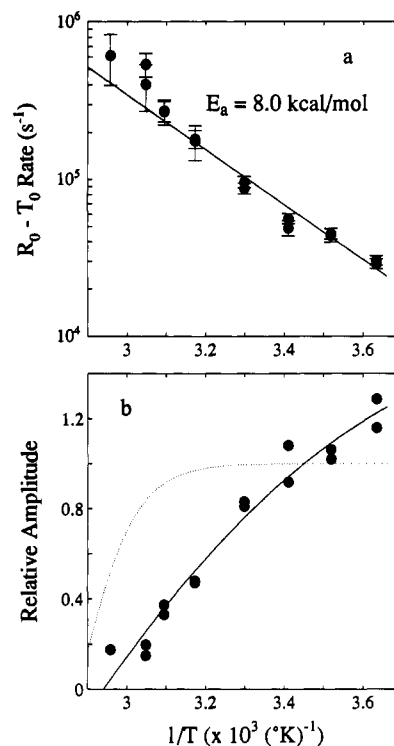 10^6
a
E_a = 8.0 kcal/mol
R_0 - T_0 Rate (s^-1)
10^5
10^4
3
3.2
3.4
3.6
b
1.2
Relative Amplitude
0.8
0.4
0
3
3.2
3.4
3.6
1/T (x 10^3 (°K)^-1)